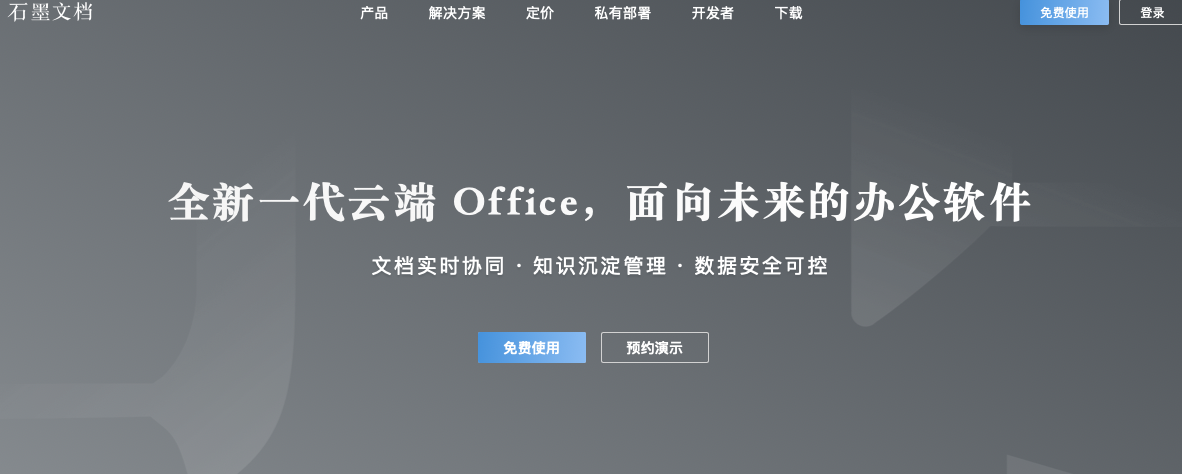 石墨文档 产品 解决方案 定价 私有部署 开发者 下载 免费使用 登录
全新一代云端 Office，面向未来的办公软件
文档实时协同 · 知识沉淀管理 · 数据安全可控
免费使用 预约演示